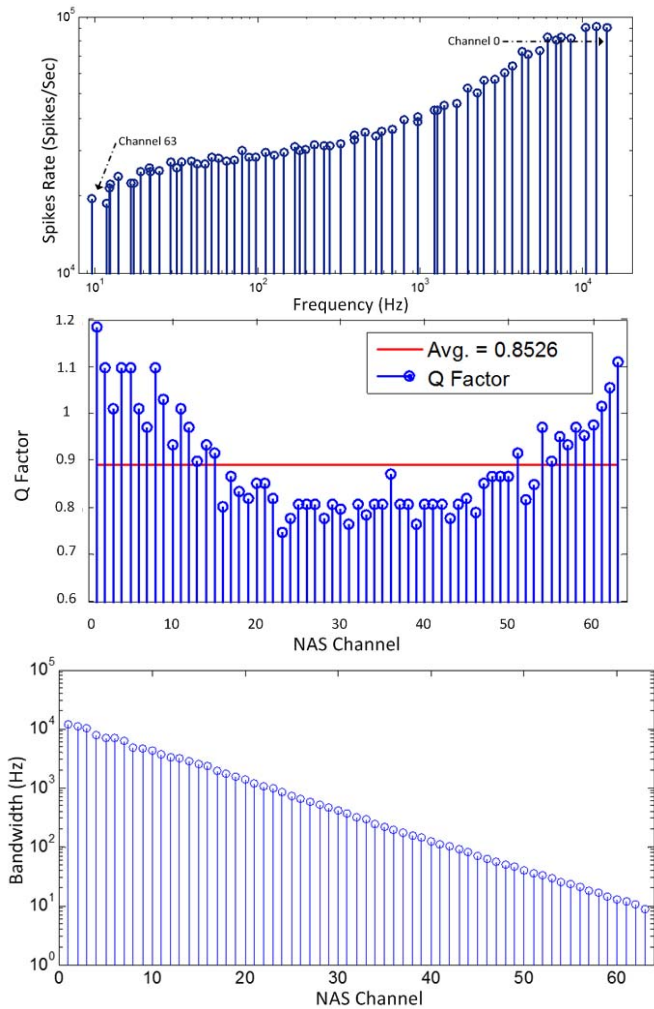 10^5
Channel 0
Channel 63
10^4
Spikes Rate (Spikes/Sec)
10^1 10^2 10^3 10^4
Frequency (Hz)
1.2
1.1
1
0.9
0.8
0.7
0.6
Q Factor
Avg. = 0.8526
Q Factor
0 10 20 30 40 50 60
NAS Channel
10^5
10^4
10^3
10^2
10^1
10^0
Bandwidth (Hz)
0 10 20 30 40 50 60
NAS Channel